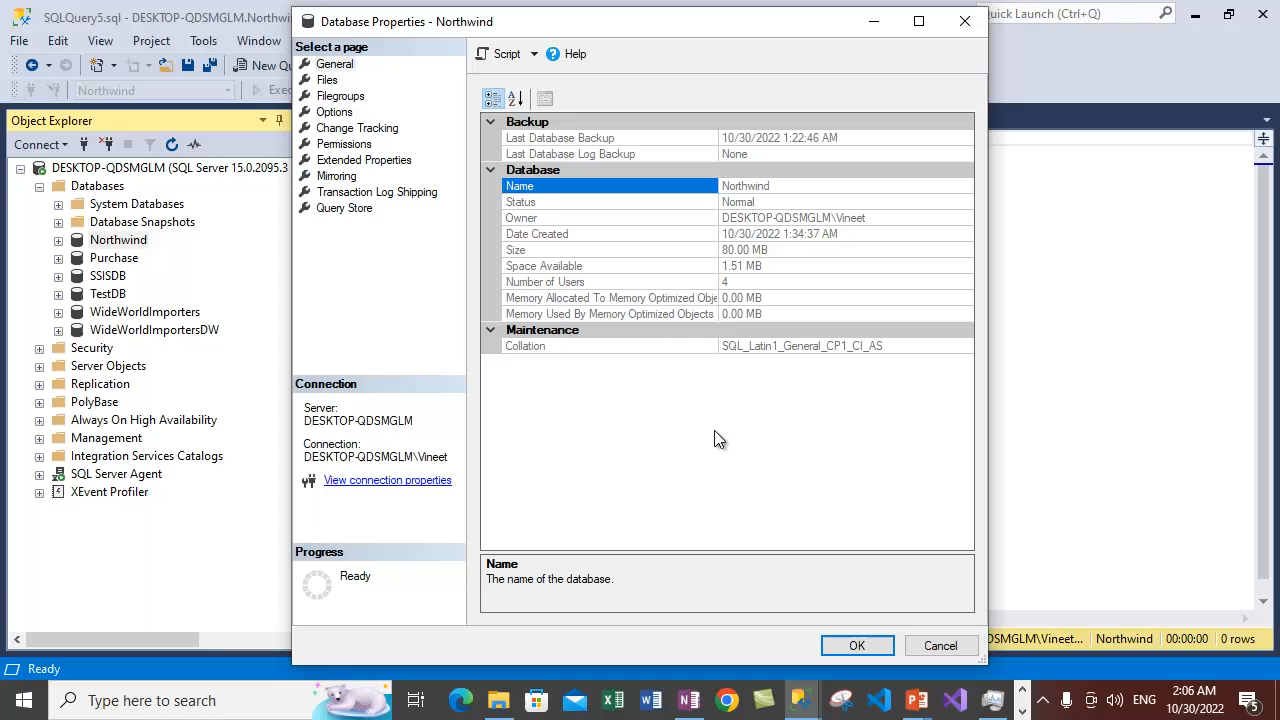 SQLQuery5.sql - DESKTOP-QDSMGLM.Northwin
Database Properties - Northwind
Quick Launch (Ctrl+Q)
File Edit View Project Tools Window
New Qu
Northwind
Exec
Select a page
General
Files
Filegroups
Options
Change Tracking
Permissions
Extended Properties
Mirroring
Transaction Log Shipping
Query Store
Script Help
Object Explorer
Connect
DESKTOP-QDSMGLM (SQL Server 15.0.2095.3
Databases
System Databases
Database Snapshots
Northwind
Purchase
SSISDB
TestDB
WideWorldImporters
WideWorldImportersDW
Security
Server Objects
Replication
PolyBase
Always On High Availability
Management
Integration Services Catalogs
SQL Server Agent
XEvent Profiler
Backup
Last Database Backup 10/30/2022 1:22:46 AM
Last Database Log Backup None
Database
Name Northwind
Status Normal
Owner DESKTOP-QDSMGLM\Vineet
Date Created 10/30/2022 1:34:37 AM
Size 80.00 MB
Space Available 1.51 MB
Number of Users 4
Memory Allocated To Memory Optimized Obje 0.00 MB
Memory Used By Memory Optimized Objects 0.00 MB
Maintenance
Collation SQL_Latin1_General_CP1_CI_AS
Connection
Server:
DESKTOP-QDSMGLM
Connection:
DESKTOP-QDSMGLM\Vineet
View connection properties
Progress
Ready
Name
The name of the database.
OK Cancel
DSMGLM\Vineet... Northwind 00:00:00 0 rows
Ready
Type here to search
ENG
2:06 AM
10/30/2022
5